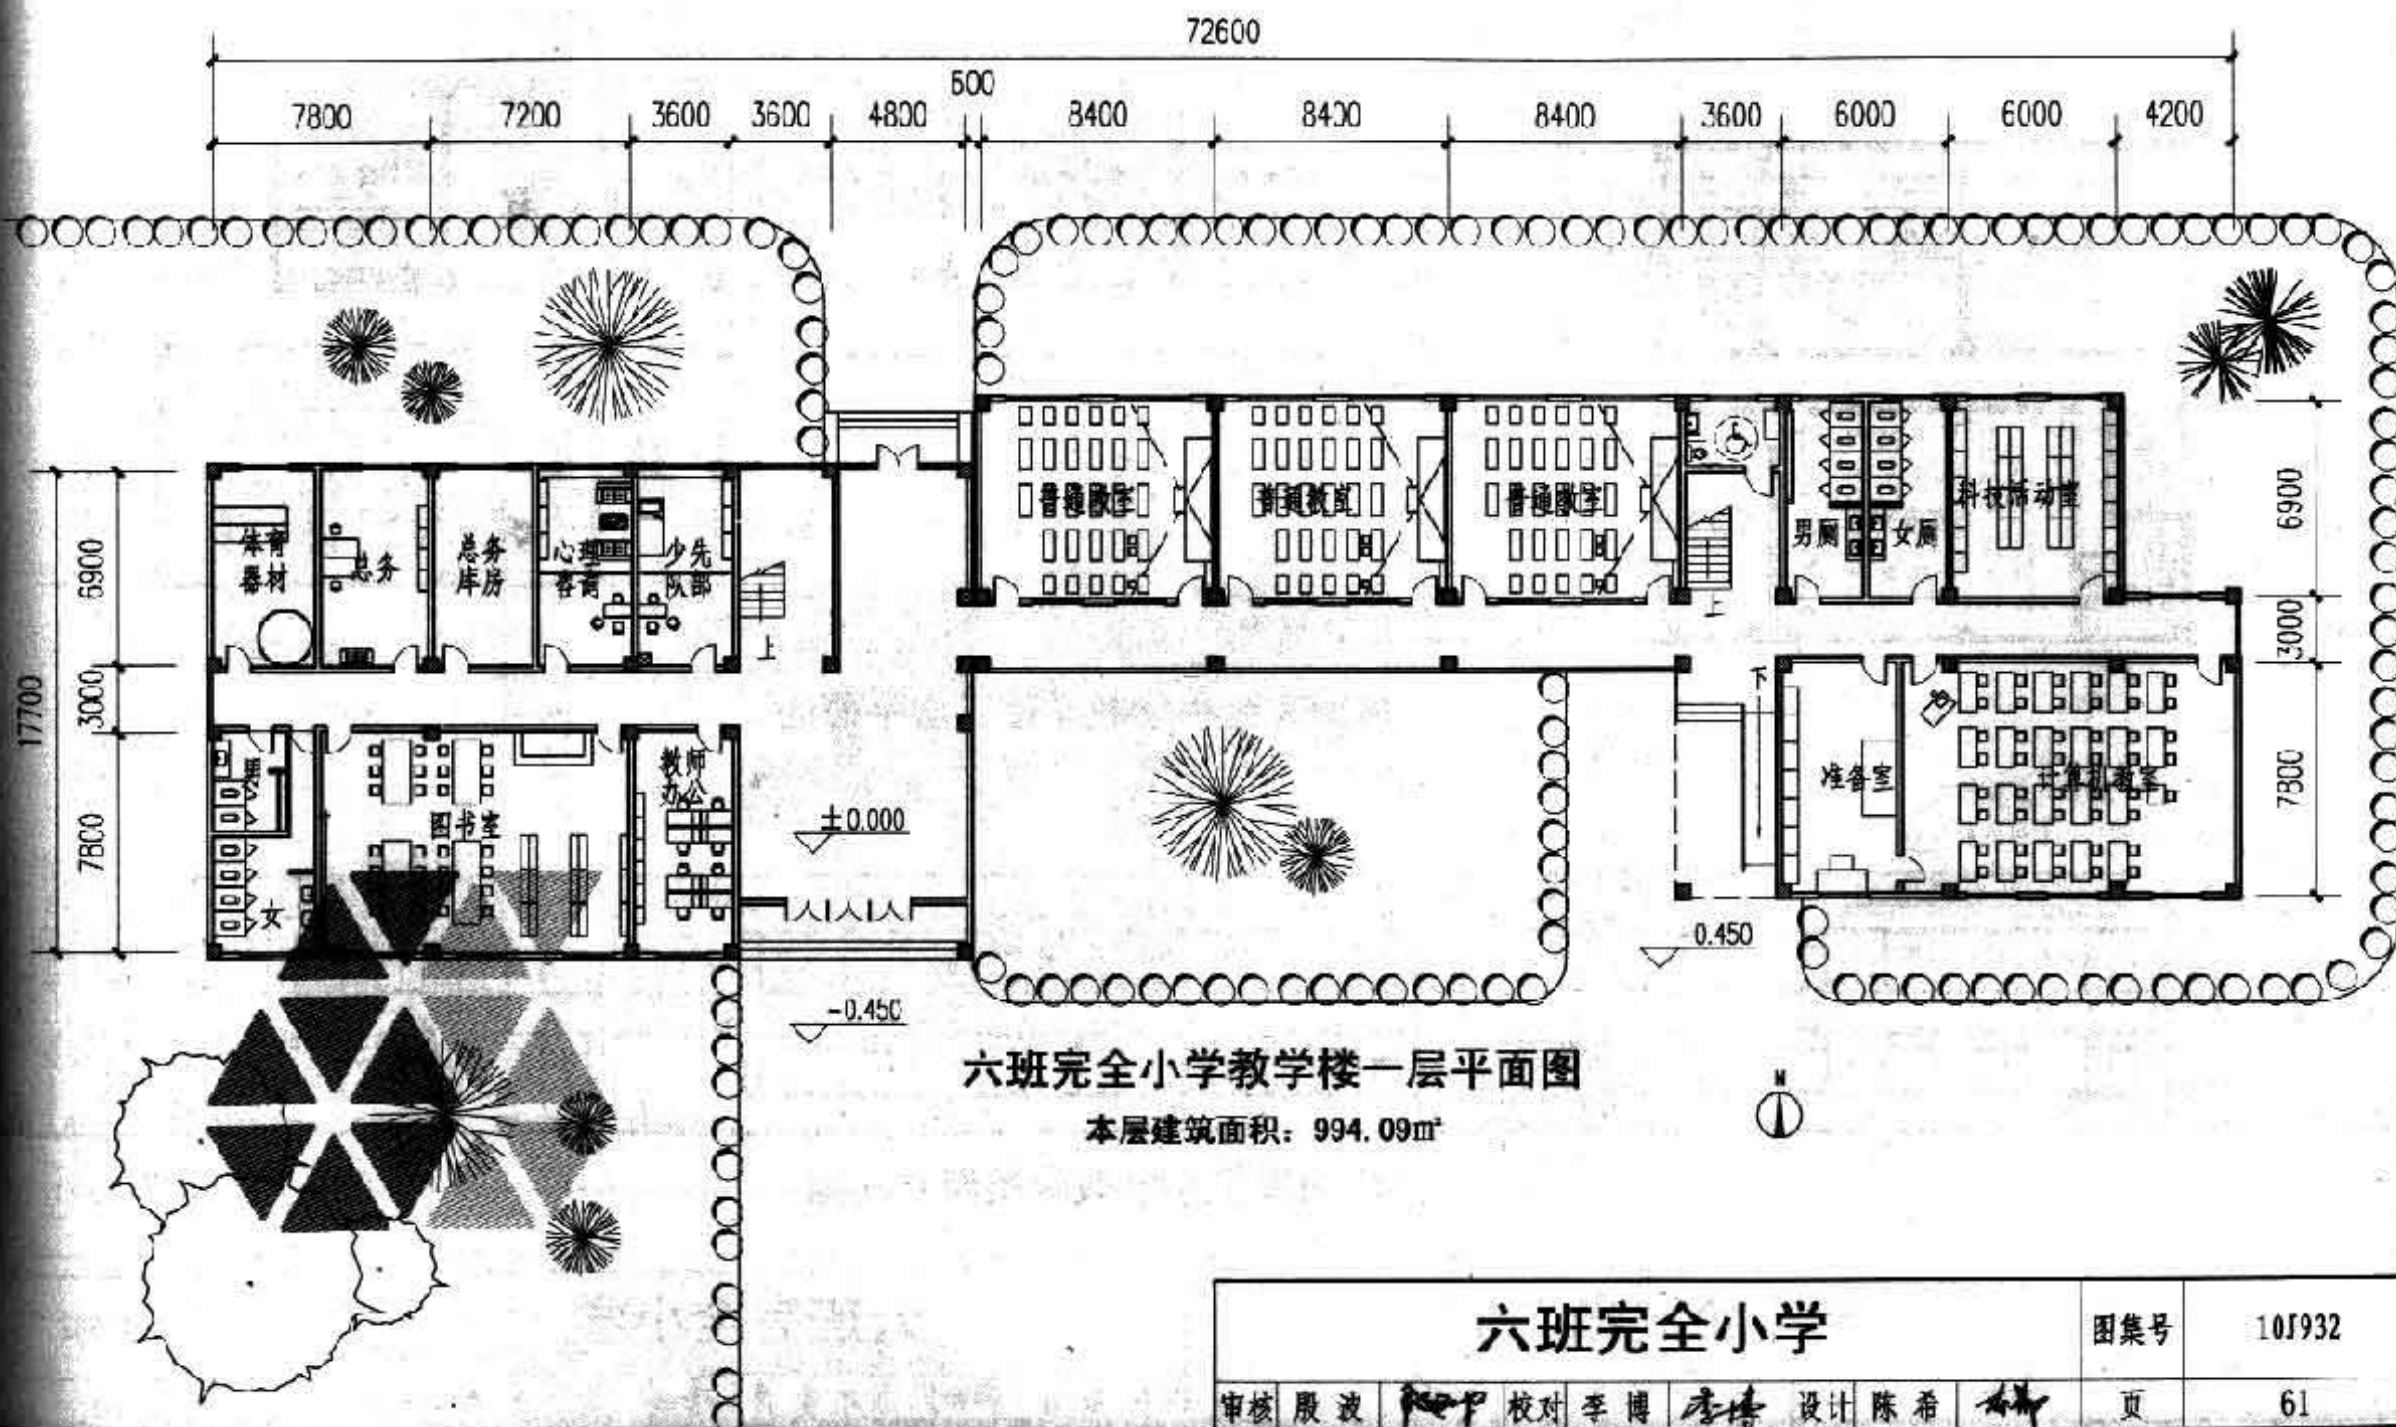 72600
600
7800 7200 3600 3600 4800 8400 8400 8400 3600 6000 6000 4200
17700
6900
3000
7800
6900
3000
7800
体育
器材
总务
总务
库房
心理
咨询
少先
队部
上
普通教室
普通教室
普通教室
上
男厕
女厕
科技活动室
男
女
图书室
教师
办公
±0.000
-0.450
下
准备室
计算机教室
0.450
六班完全小学教学楼一层平面图
本层建筑面积：994.09㎡
N
六班完全小学 图集号 10J932
审核 殷波 校对 李博 设计 陈希 页 61